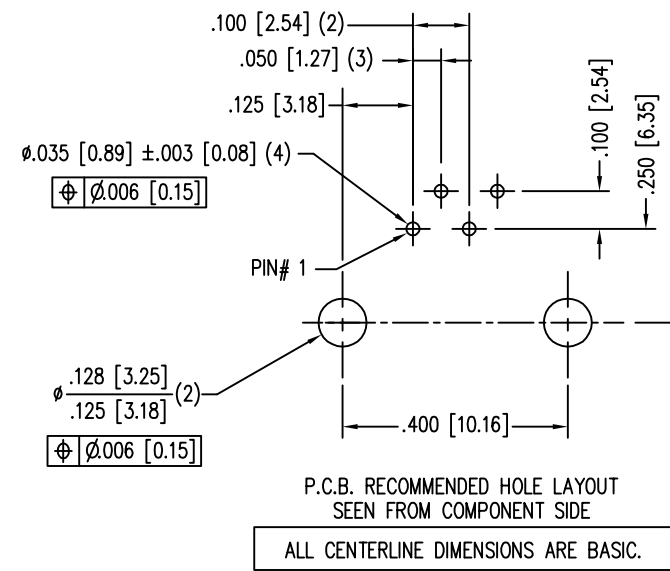 .100 [2.54] (2)
.050 [1.27] (3)
.125 [3.18]
ø.035 [0.89] ±.003 [0.08] (4)
⌖ Ø.006 [0.15]
.100 [2.54]
.250 [6.35]
PIN# 1
ø .128 [3.25]
.125 [3.18] (2)
⌖ Ø.006 [0.15]
.400 [10.16]
P.C.B. RECOMMENDED HOLE LAYOUT
SEEN FROM COMPONENT SIDE
ALL CENTERLINE DIMENSIONS ARE BASIC.